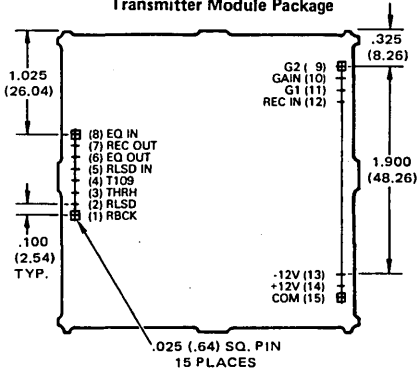 Transmitter Module Package
1.025
(26.04)
.325
(8.26)
G2 ( 9)
GAIN (10)
G1 (11)
REC IN (12)
(8) EQ IN
(7) REC OUT
(6) EQ OUT
(5) RLSD IN
(4) T109
(3) THRH
(2) RLSD
(1) RBCK
1.900
(48.26)
.100
(2.54)
TYP.
-12V (13)
+12V (14)
COM (15)
.025 (.64) SQ. PIN
15 PLACES